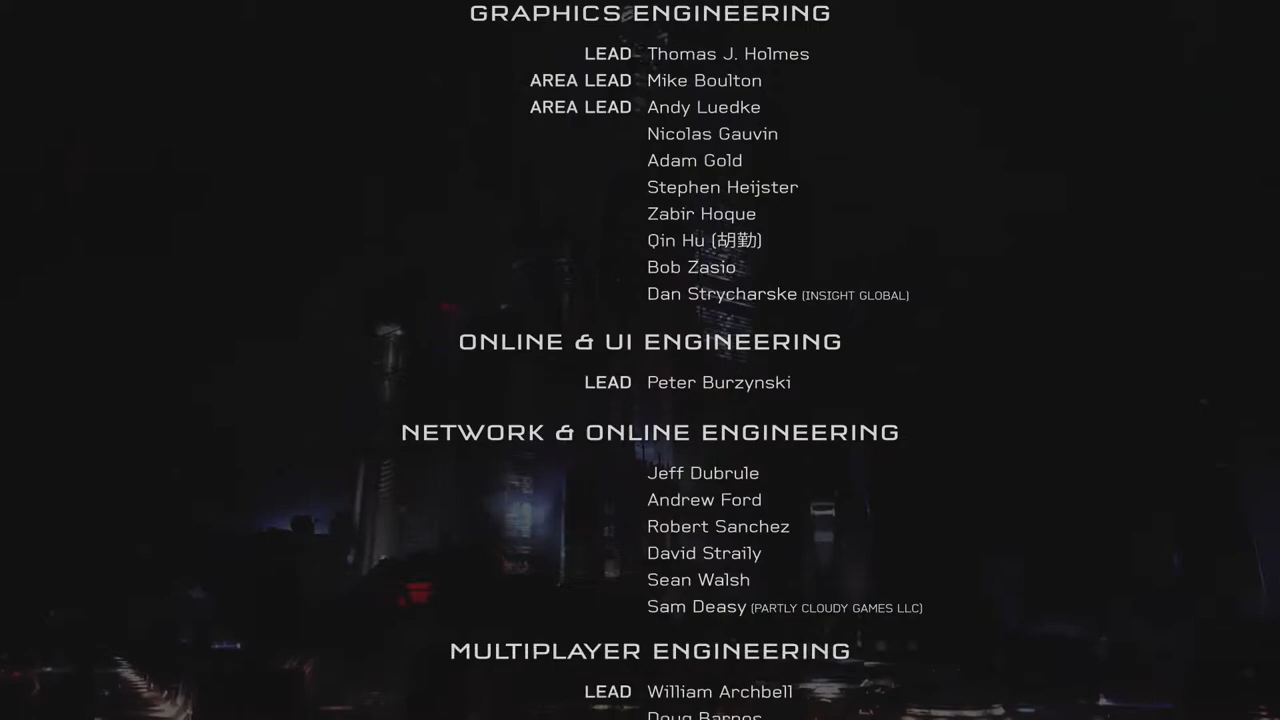 GRAPHICS ENGINEERING
LEAD Thomas J. Holmes
AREA LEAD Mike Boulton
AREA LEAD Andy Luedke
Nicolas Gauvin
Adam Gold
Stephen Heijster
Zabir Hoque
Qin Hu (胡勤)
Bob Zasio
Dan Strycharske (INSIGHT GLOBAL)
ONLINE & UI ENGINEERING
LEAD Peter Burzynski
NETWORK & ONLINE ENGINEERING
Jeff Dubrule
Andrew Ford
Robert Sanchez
David Straily
Sean Walsh
Sam Deasy (PARTLY CLOUDY GAMES LLC)
MULTIPLAYER ENGINEERING
LEAD William Archbell
Doug Barnes